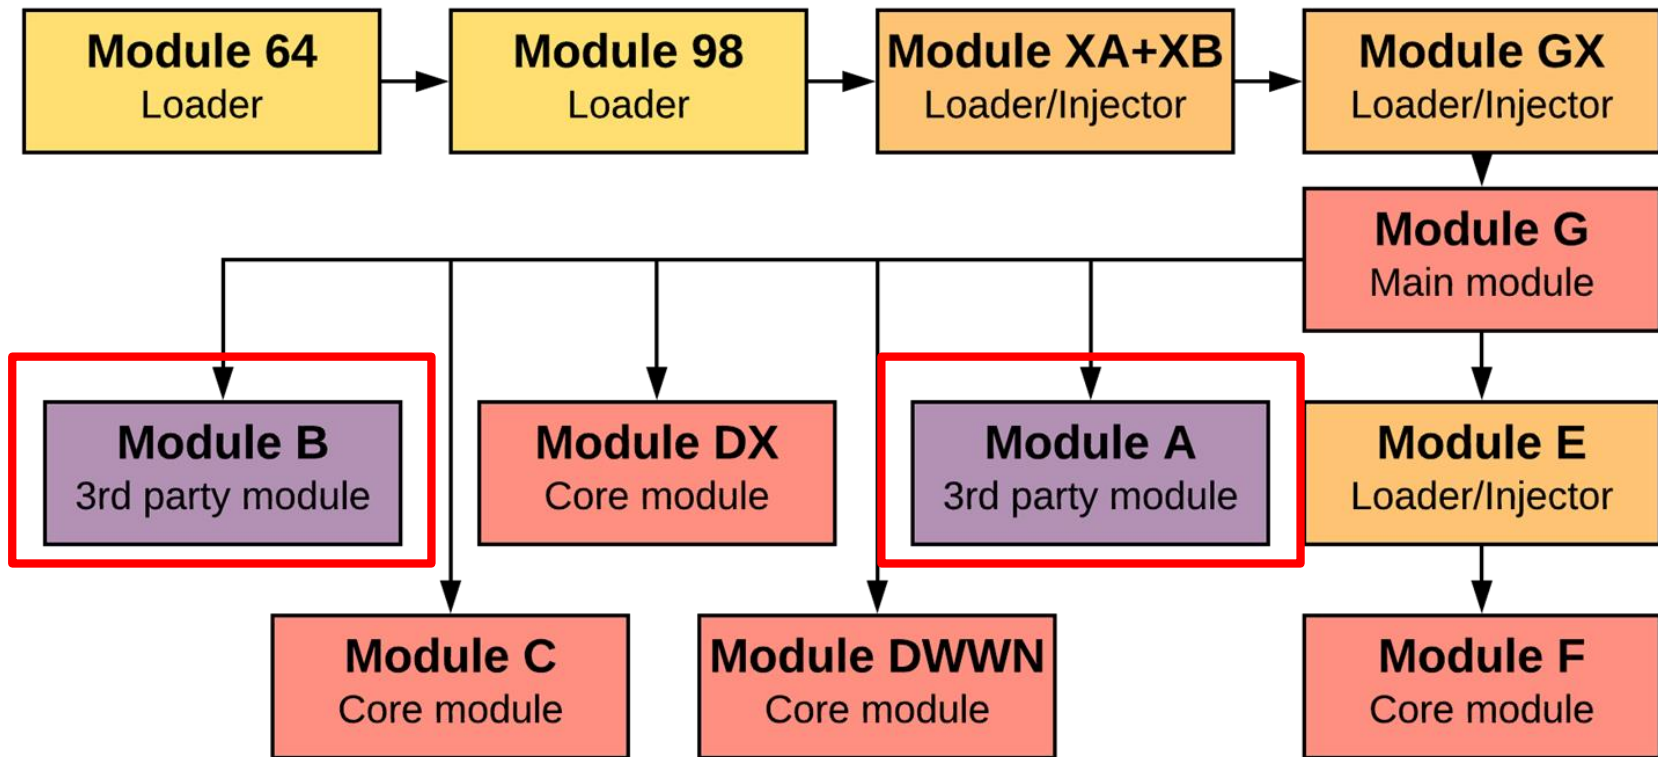 Module 64
Loader
Module 98
Loader
Module XA+XB
Loader/Injector
Module GX
Loader/Injector
Module G
Main module
Module B
3rd party module
Module DX
Core module
Module A
3rd party module
Module E
Loader/Injector
Module C
Core module
Module DWWN
Core module
Module F
Core module